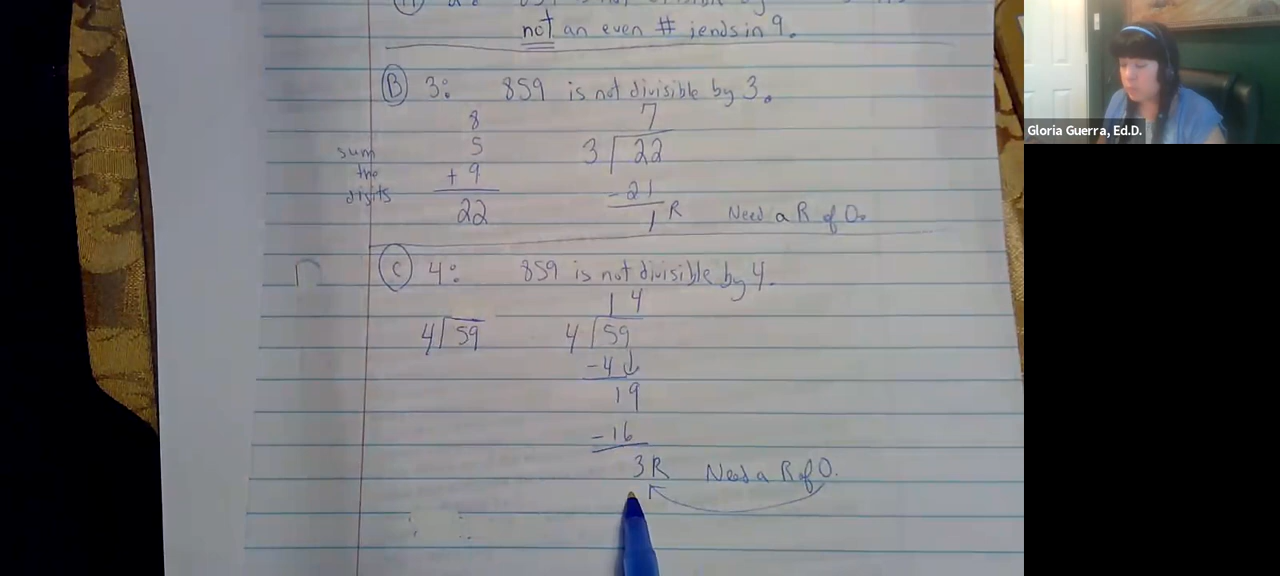 not an even # ; ends in 9.
(B) 3: 859 is not divisible by 3.
sum the digits
8
5
+ 9
22
7
3 22
-21
1 R Need a R of 0.
(C) 4: 859 is not divisible by 4.
4 59
1 4
4 59
-4
19
-16
3 R Need a R of 0.
Gloria Guerra, Ed.D.